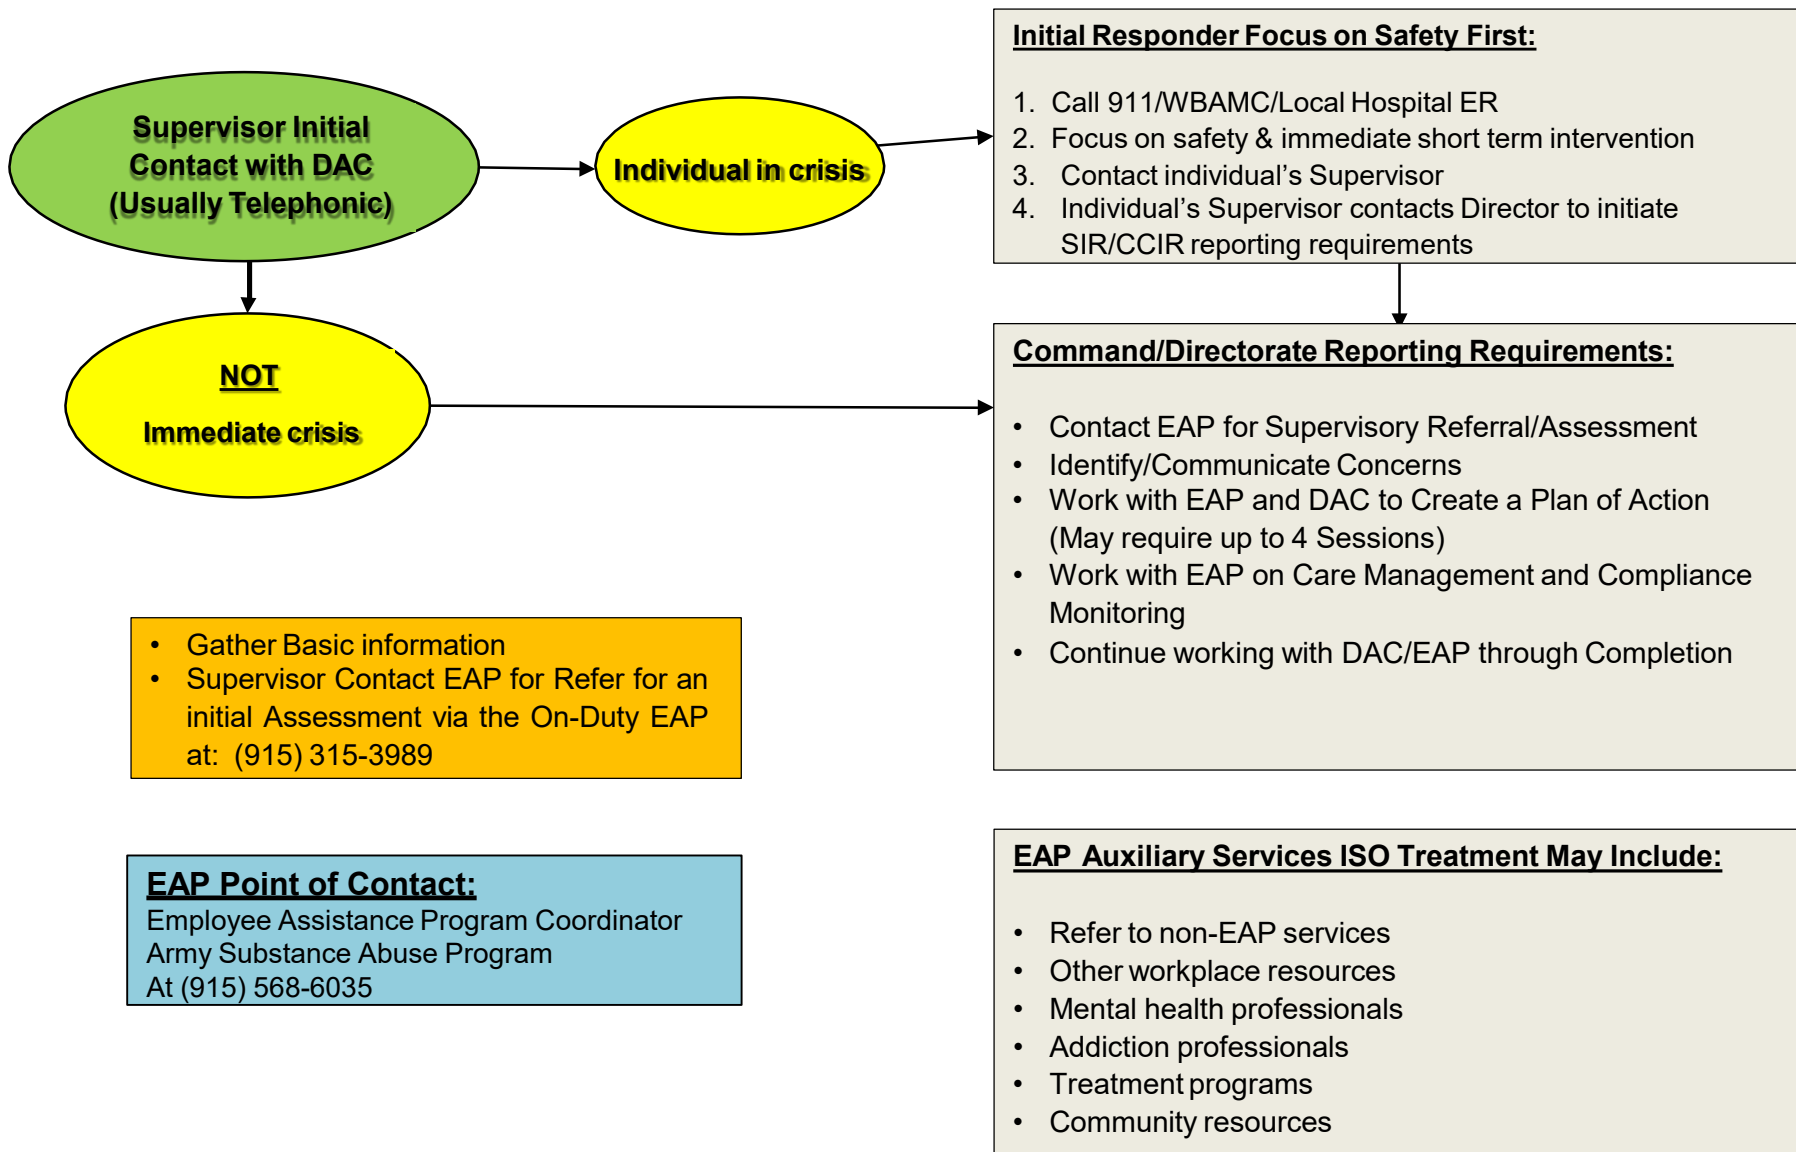 Supervisor Initial
Contact with DAC
(Usually Telephonic)
Individual in crisis
Initial Responder Focus on Safety First:
1. Call 911/WBAMC/Local Hospital ER
2. Focus on safety & immediate short term intervention
3. Contact individual's Supervisor
4. Individual's Supervisor contacts Director to initiate
SIR/CCIR reporting requirements
NOT
Immediate crisis
Command/Directorate Reporting Requirements:
• Contact EAP for Supervisory Referral/Assessment
• Identify/Communicate Concerns
• Work with EAP and DAC to Create a Plan of Action
(May require up to 4 Sessions)
• Work with EAP on Care Management and Compliance
Monitoring
• Continue working with DAC/EAP through Completion
• Gather Basic information
• Supervisor Contact EAP for Refer for an
initial Assessment via the On-Duty EAP
at: (915) 315-3989
EAP Point of Contact:
Employee Assistance Program Coordinator
Army Substance Abuse Program
At (915) 568-6035
EAP Auxiliary Services ISO Treatment May Include:
• Refer to non-EAP services
• Other workplace resources
• Mental health professionals
• Addiction professionals
• Treatment programs
• Community resources